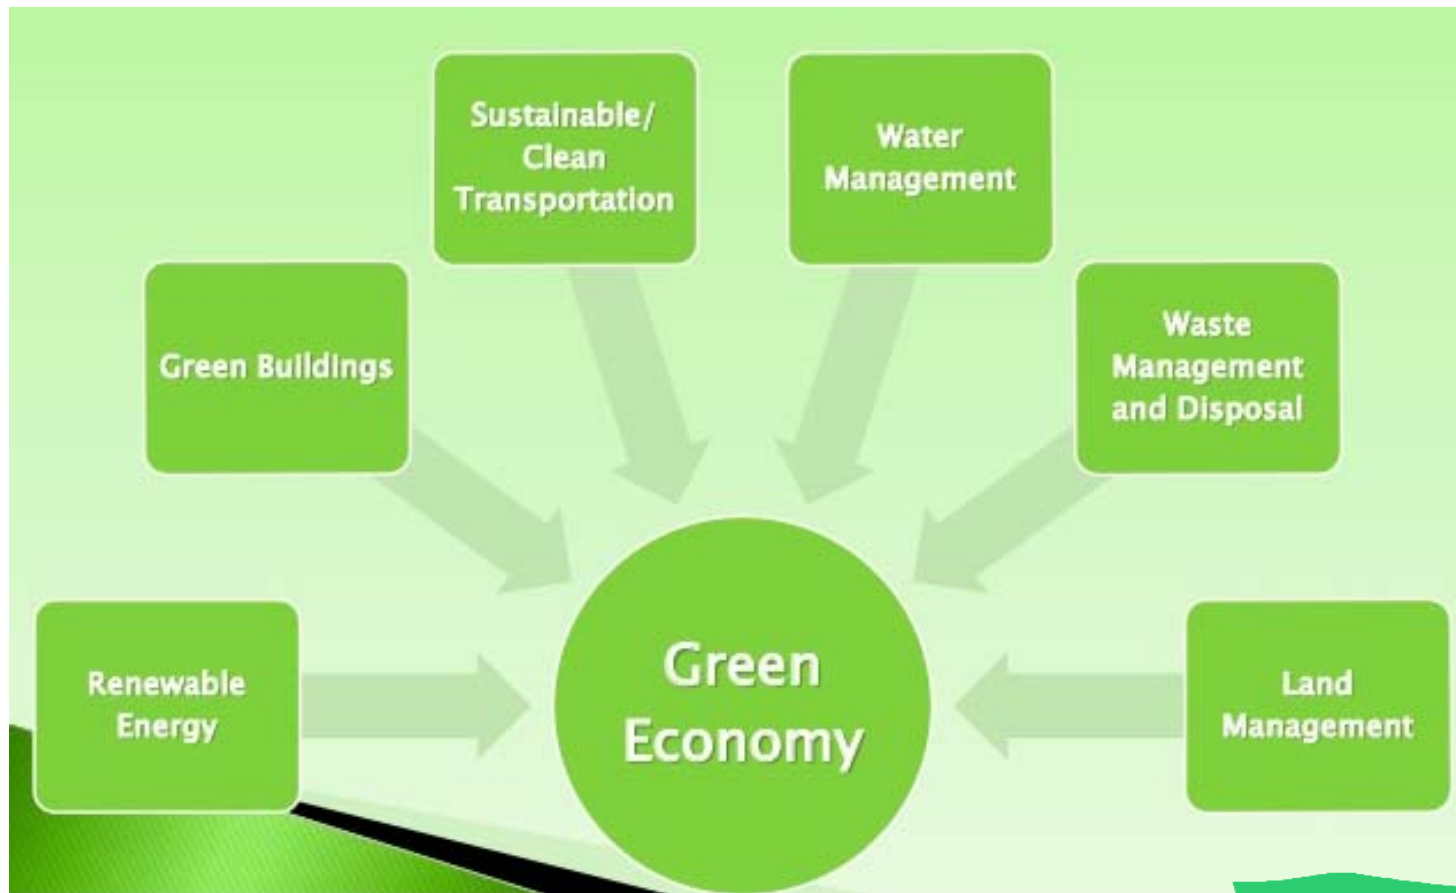 Sustainable/
Clean
Transportation
Water
Management
Green Buildings
Waste
Management
and Disposal
Renewable
Energy
Green
Economy
Land
Management